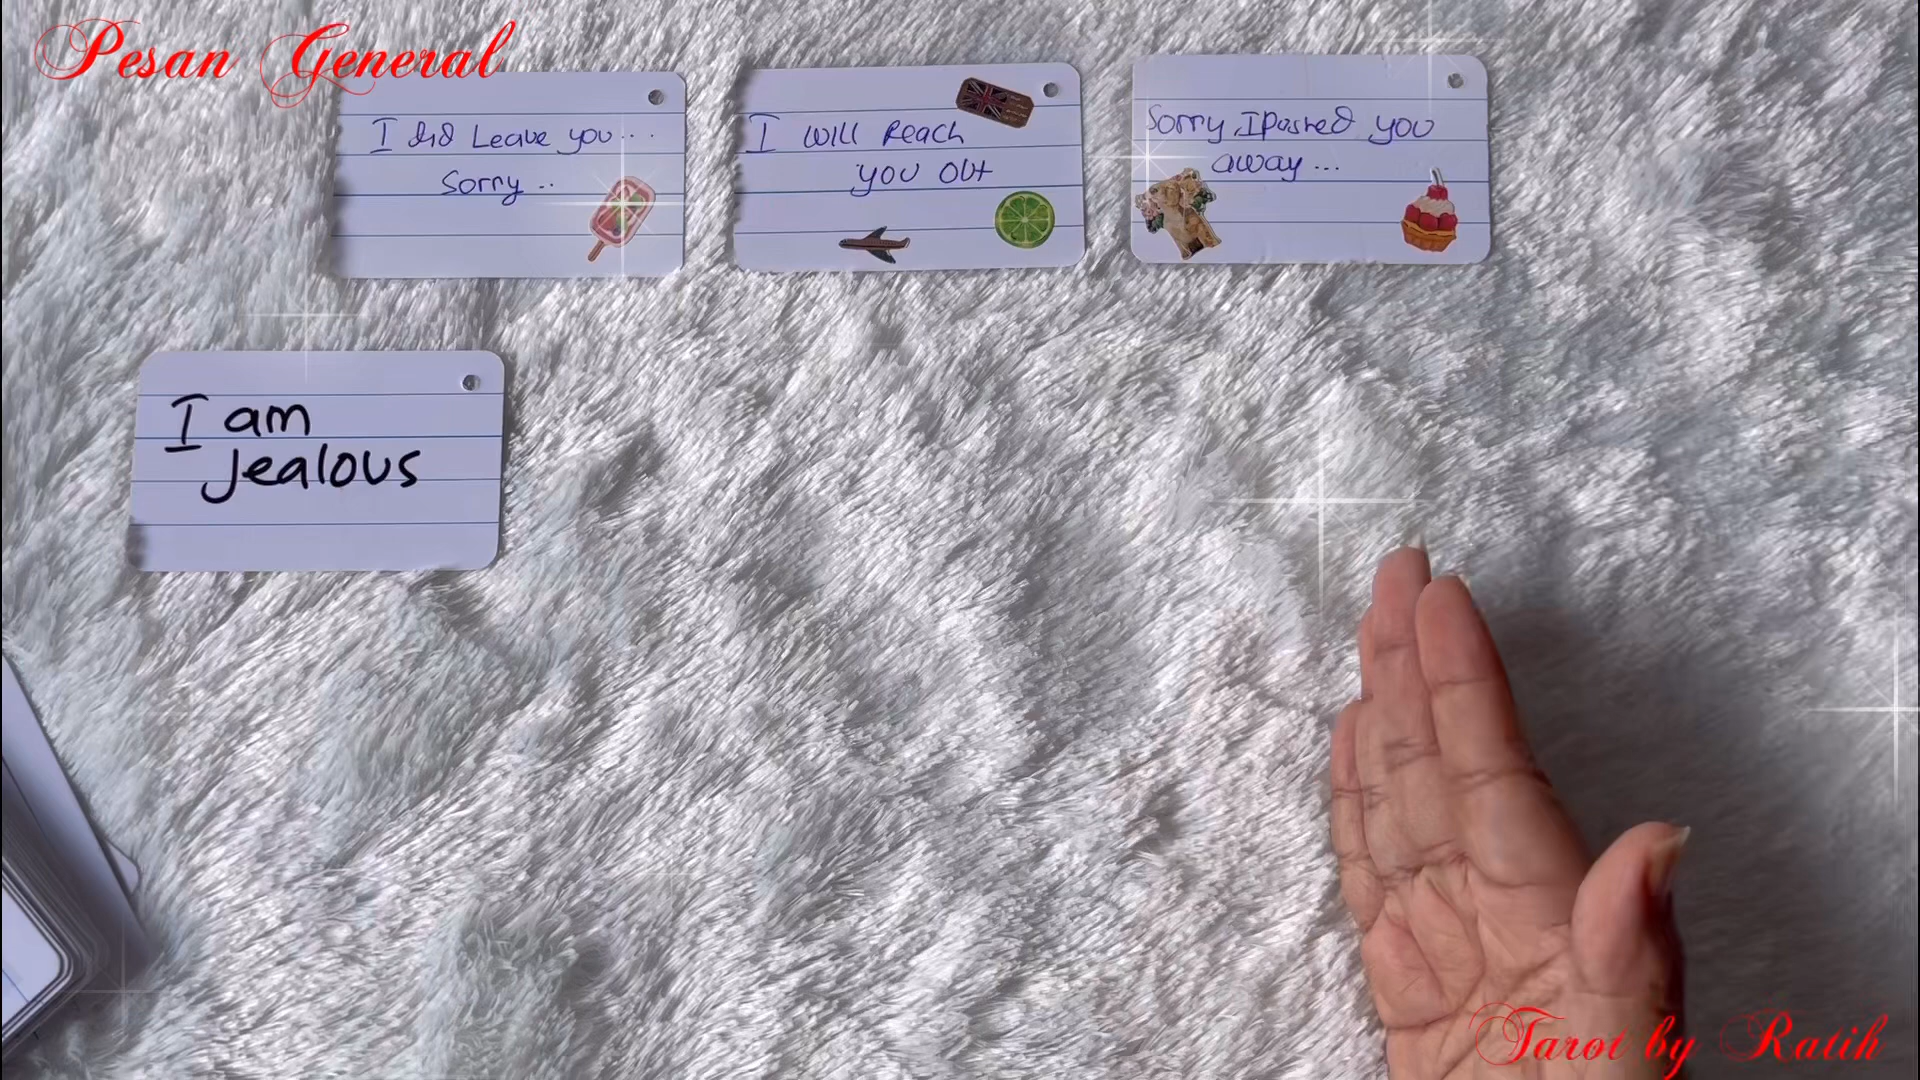 Pesan General
I did Leave you...
Sorry..
I will Reach
you out
Sorry, I pushed you
away...
I am
jealous
Tarot by Ratih